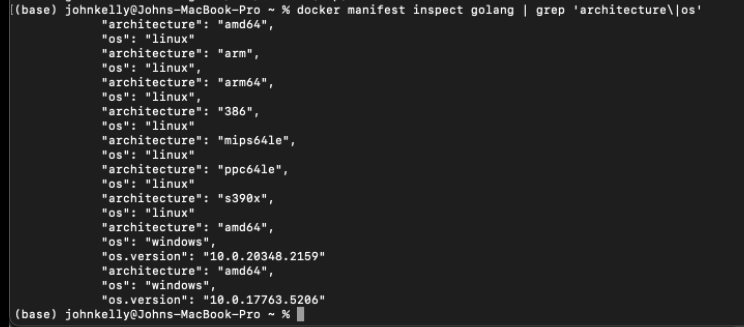 [(base) johnkelly@Johns-MacBook-Pro ~ % docker manifest inspect golang | grep 'architecture\|os'
"architecture": "amd64",
"os": "linux"
"architecture": "arm",
"os": "linux",
"architecture": "arm64",
"os": "linux",
"architecture": "386",
"os": "linux"
"architecture": "mips64le",
"os": "linux"
"architecture": "ppc64le",
"os": "linux"
"architecture": "s390x",
"os": "linux"
"architecture": "amd64",
"os": "windows",
"os.version": "10.0.20348.2159"
"architecture": "amd64",
"os": "windows",
"os.version": "10.0.17763.5206"
(base) johnkelly@Johns-MacBook-Pro ~ %